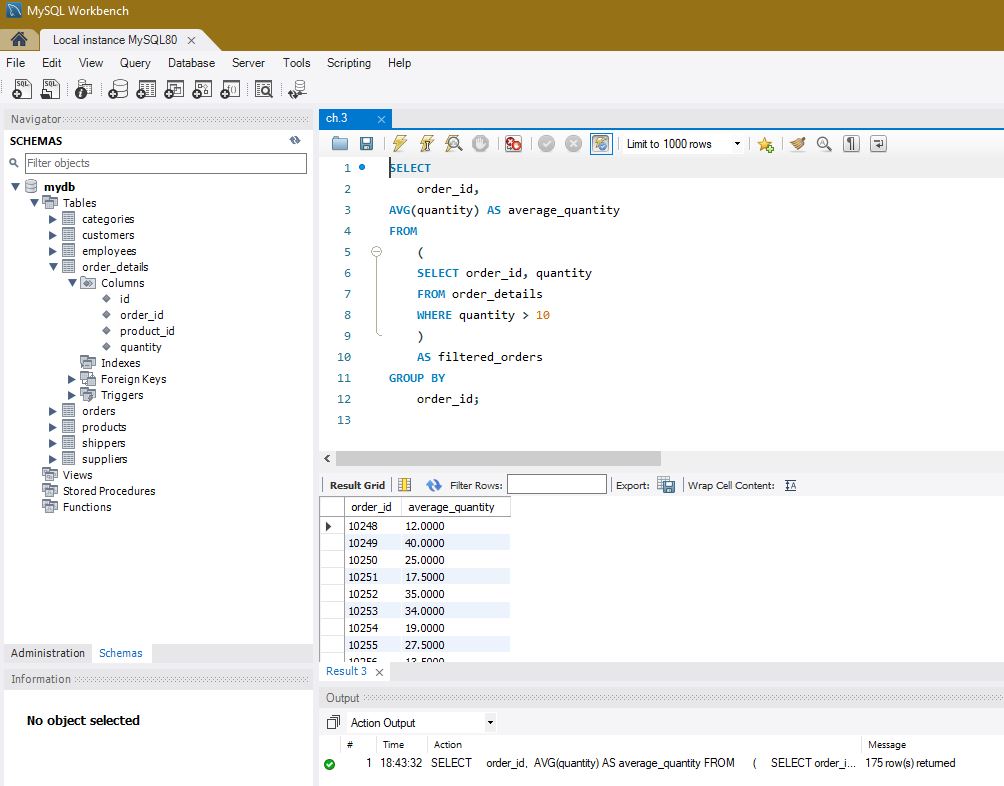 MySQL Workbench
Local instance MySQL80
File Edit View Query Database Server Tools Scripting Help
Navigator
SCHEMAS
Filter objects
mydb
Tables
categories
customers
employees
order_details
Columns
id
order_id
product_id
quantity
Indexes
Foreign Keys
Triggers
orders
products
shippers
suppliers
Views
Stored Procedures
Functions
Administration Schemas
Information
No object selected
ch.3
Limit to 1000 rows
1 SELECT
2 order_id,
3 AVG(quantity) AS average_quantity
4 FROM
5 (
6 SELECT order_id, quantity
7 FROM order_details
8 WHERE quantity > 10
9 )
10 AS filtered_orders
11 GROUP BY
12 order_id;
13
Result Grid Filter Rows: Export: Wrap Cell Content:
order_id average_quantity
10248 12.0000
10249 40.0000
10250 25.0000
10251 17.5000
10252 35.0000
10253 34.0000
10254 19.0000
10255 27.5000
10256 13.5000
Result 3
Output
Action Output
# Time Action Message
1 18:43:32 SELECT order_id, AVG(quantity) AS average_quantity FROM ( SELECT order_i... 175 row(s) returned